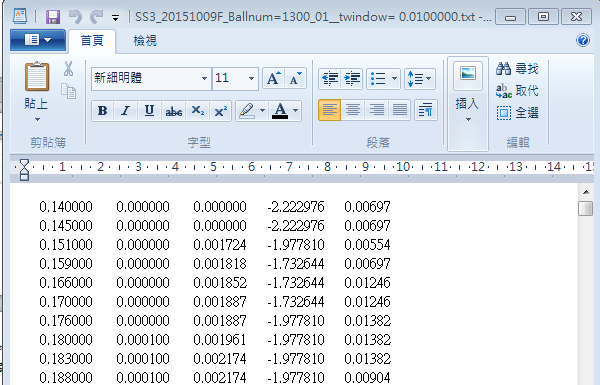 SS3_20151009F_Ballnum=1300_01__twindow= 0.0100000.txt -...
首頁 檢視
新細明體 11 尋找
取代
貼上 B I U abc X₂ X² A 插入 全選
剪貼簿 字型 段落 編輯
1 2 3 4 5 6 7 8 9 10 11 12 13 14 15
0.140000 0.000000 0.000000 -2.222976 0.00697
0.145000 0.000000 0.000000 -2.222976 0.00697
0.151000 0.000000 0.001724 -1.977810 0.00554
0.159000 0.000000 0.001818 -1.732644 0.00697
0.166000 0.000000 0.001852 -1.732644 0.01246
0.170000 0.000000 0.001887 -1.732644 0.01246
0.176000 0.000000 0.001887 -1.977810 0.01382
0.180000 0.000100 0.001961 -1.977810 0.01382
0.183000 0.000100 0.002174 -1.977810 0.01382
0.188000 0.000100 0.002174 -1.977810 0.00904